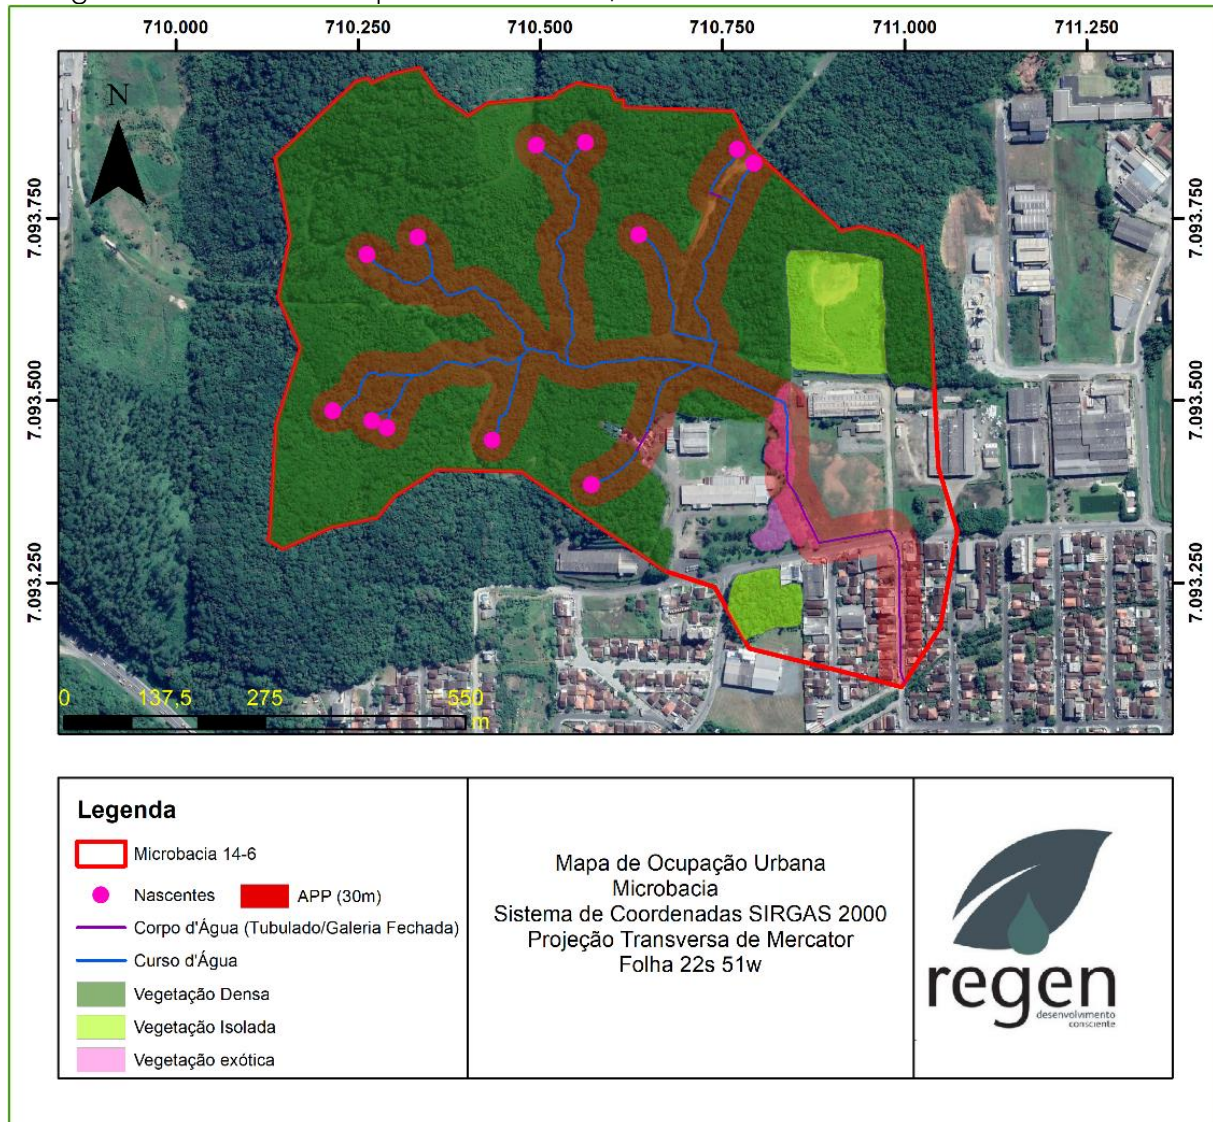 710.000 710.250 710.500 710.750 711.000 711.250
N
7.093.750 7.093.750
7.093.500 7.093.500
7.093.250 7.093.250
0 137,5 275 550
m
Legenda
Microbacia 14-6
Nascentes APP (30m)
Corpo d'Água (Tubulado/Galeria Fechada)
Curso d'Água
Vegetação Densa
Vegetação Isolada
Vegetação exótica
Mapa de Ocupação Urbana
Microbacia
Sistema de Coordenadas SIRGAS 2000
Projeção Transversa de Mercator
Folha 22s 51w
regen
desenvolvimento
consciente